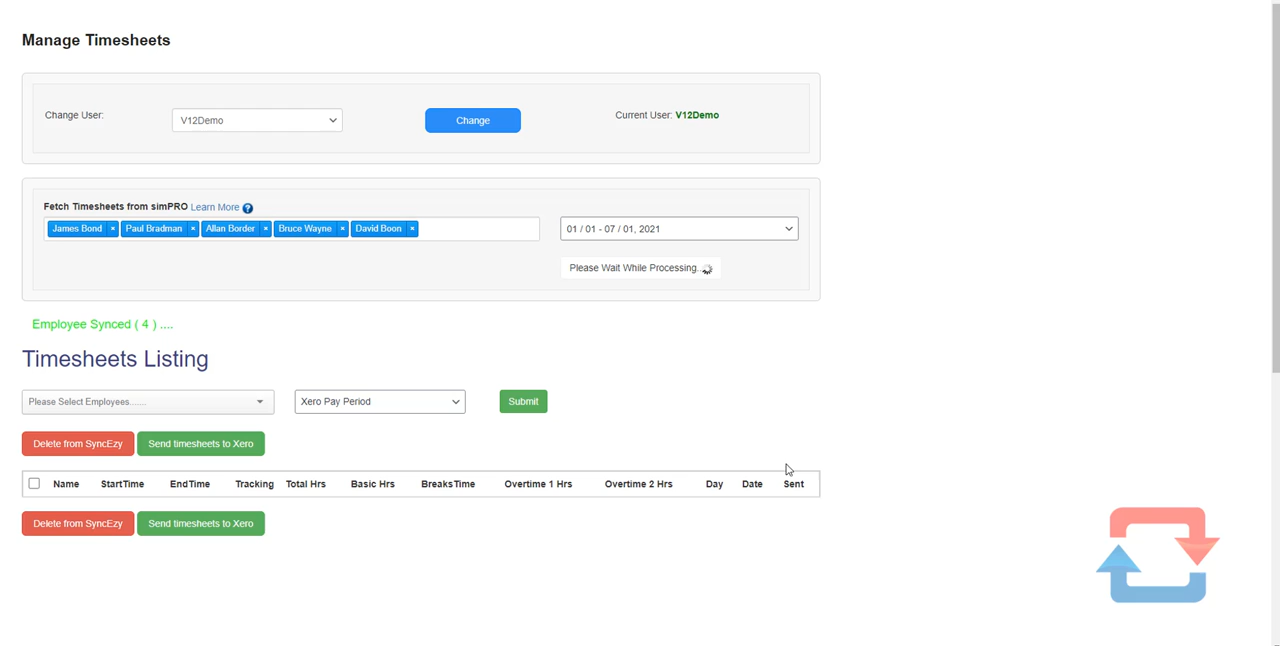 Manage Timesheets
Change User: V12Demo Change Current User: V12Demo
Fetch Timesheets from simPRO Learn More ?
James Bond × Paul Bradman × Allan Border × Bruce Wayne × David Boon × 01 / 01 - 07 / 01, 2021
Please Wait While Processing..
Employee Synced ( 4 ) ....
Timesheets Listing
Please Select Employees....... Xero Pay Period Submit
Delete from SyncEzy Send timesheets to Xero
Name StartTime EndTime Tracking Total Hrs Basic Hrs BreaksTime Overtime 1 Hrs Overtime 2 Hrs Day Date Sent
Delete from SyncEzy Send timesheets to Xero